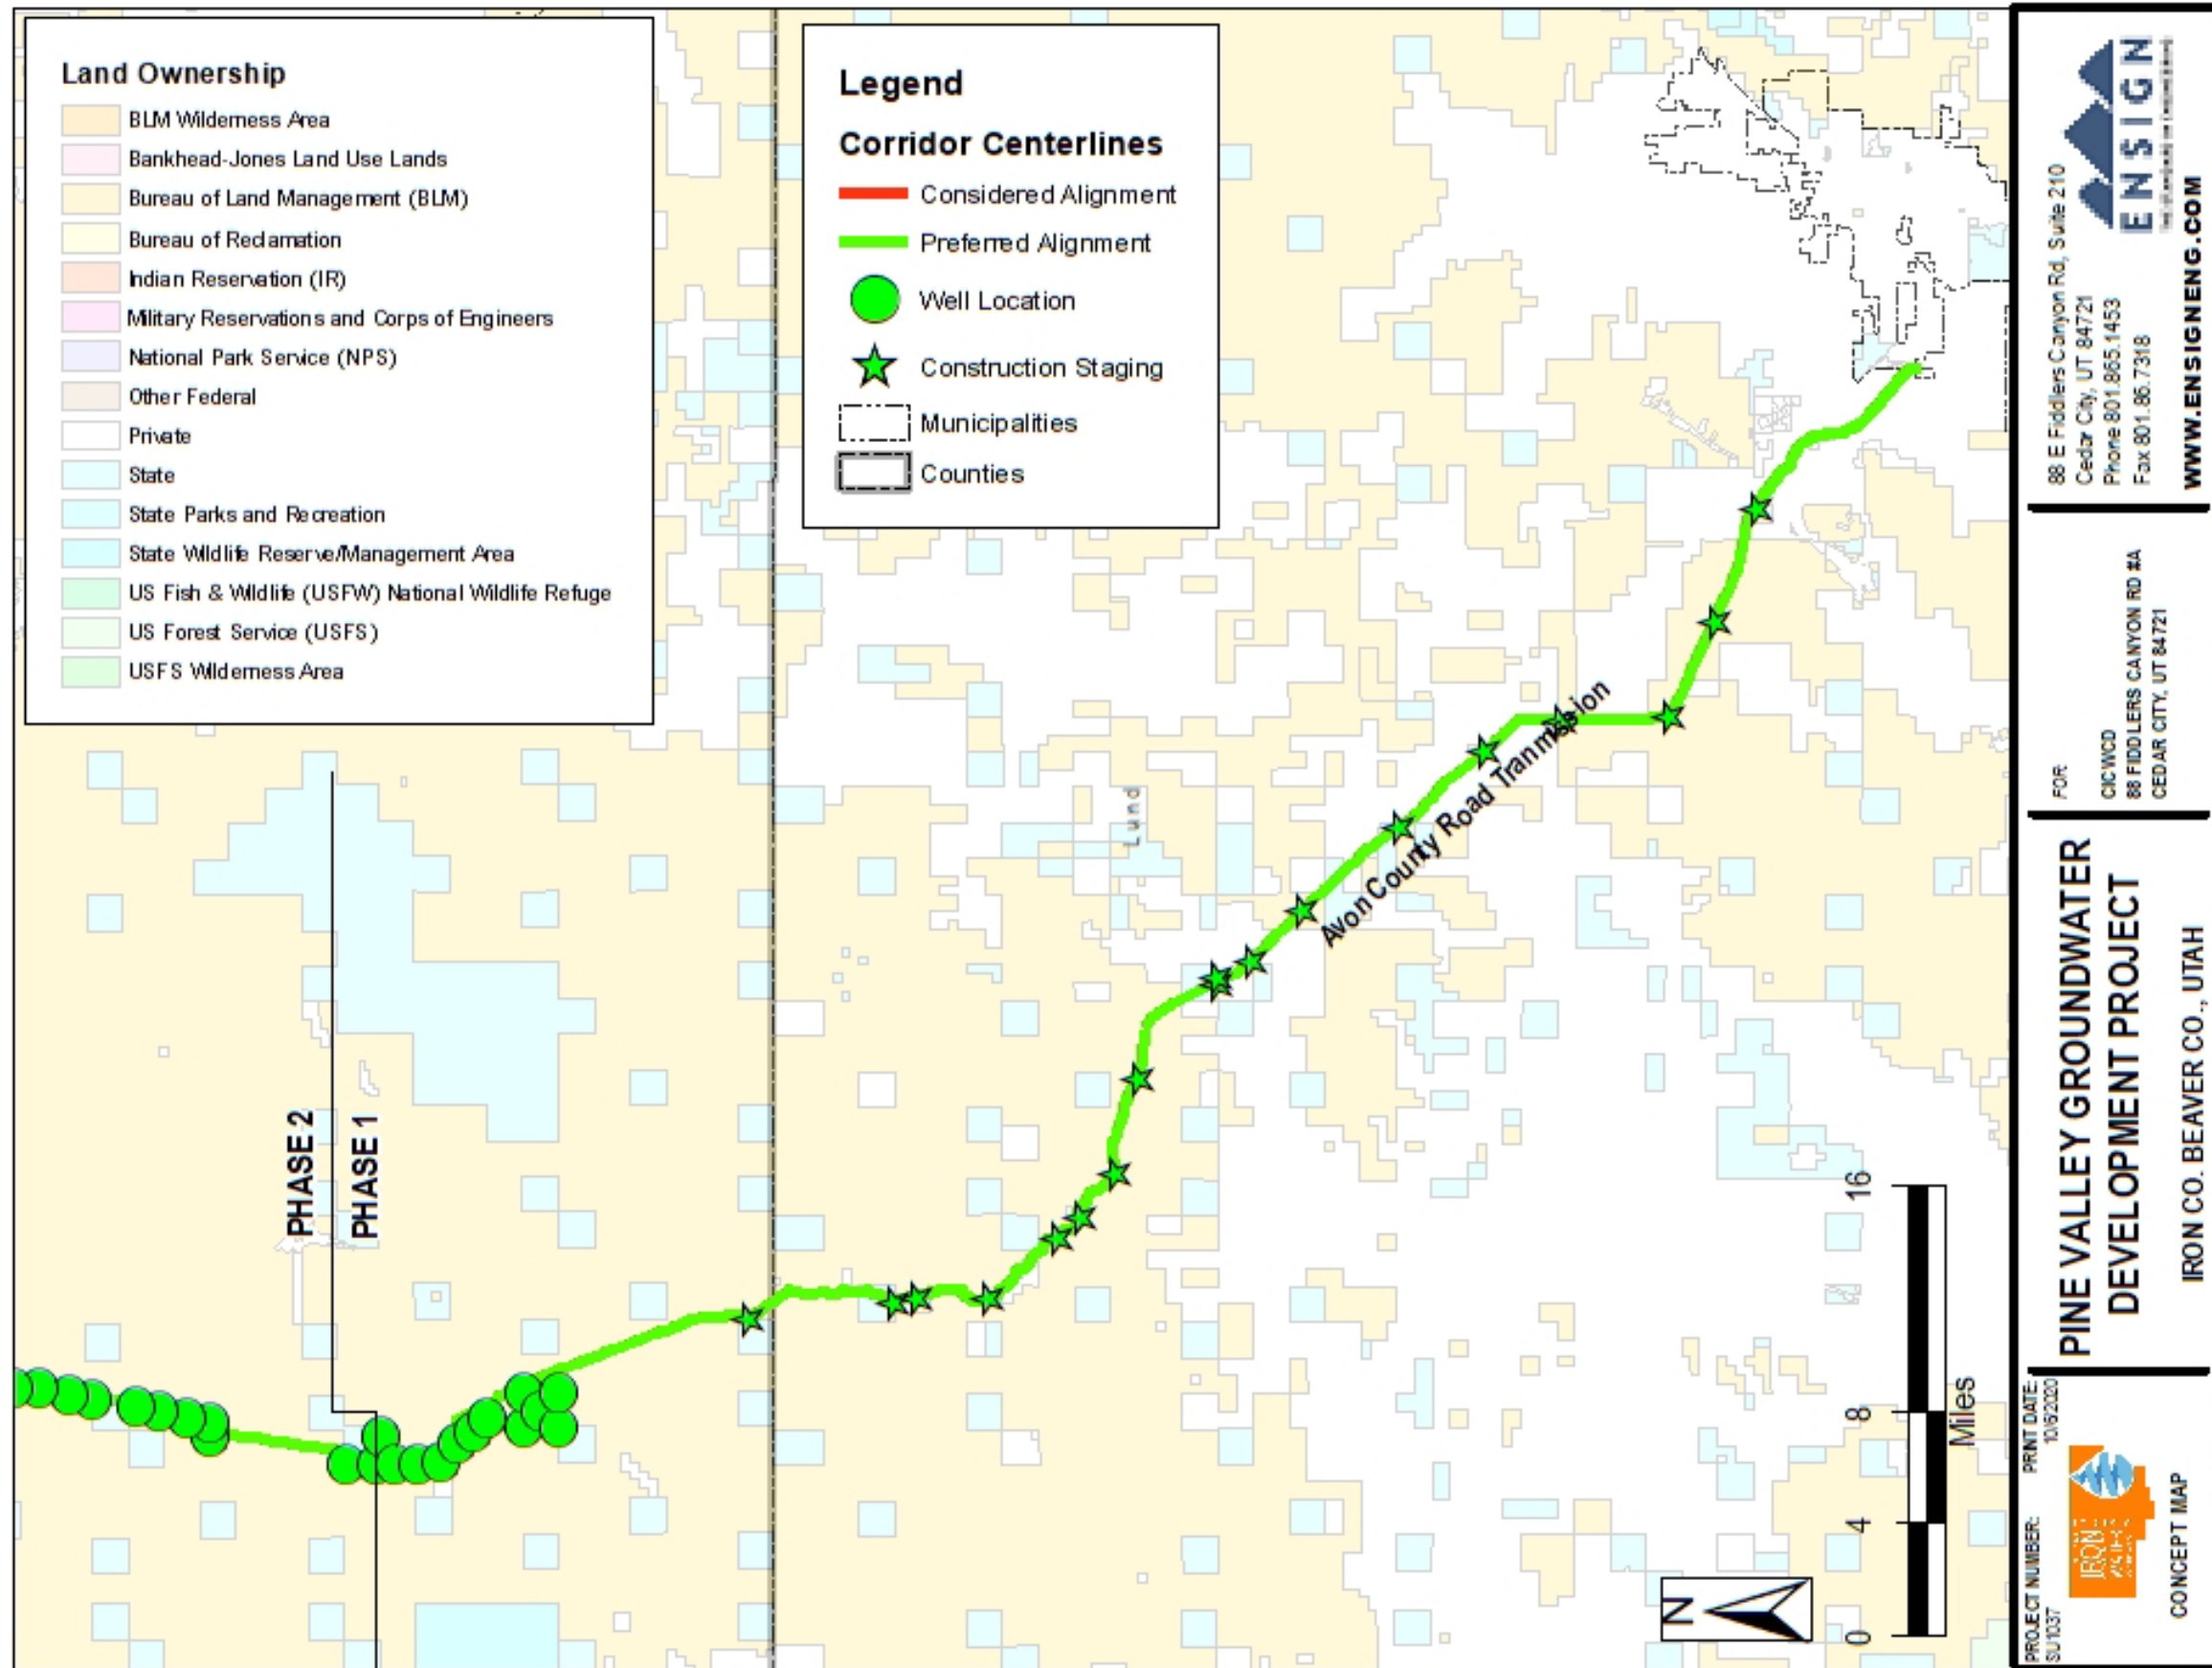 Land Ownership
BLM Wilderness Area
Bankhead-Jones Land Use Lands
Bureau of Land Management (BLM)
Bureau of Reclamation
Indian Reservation (IR)
Military Reservations and Corps of Engineers
National Park Service (NPS)
Other Federal
Private
State
State Parks and Recreation
State Wildlife Reserve/Management Area
US Fish & Wildlife (USFW) National Wildlife Refuge
US Forest Service (USFS)
USFS Wilderness Area
Legend
Corridor Centerlines
Considered Alignment
Preferred Alignment
Well Location
Construction Staging
Municipalities
Counties
PHASE 2
PHASE 1
Lund
Avon County Road Tranmission
N
0 4 8 16
Miles
ENSIGN
88 E Fiddlers Canyon Rd, Suite 210
Cedar City, UT 84721
Phone 801.865.1453
Fax 801.86.7318
WWW.ENSIGNENG.COM
FOR:
CICWCD
88 FIDDLERS CANYON RD #A
CEDAR CITY, UT 84721
PINE VALLEY GROUNDWATER
DEVELOPMENT PROJECT
IRON CO. BEAVER CO., UTAH
PROJECT NUMBER:
SU1037
PRINT DATE:
10/6/2020
IRON
CONCEPT MAP